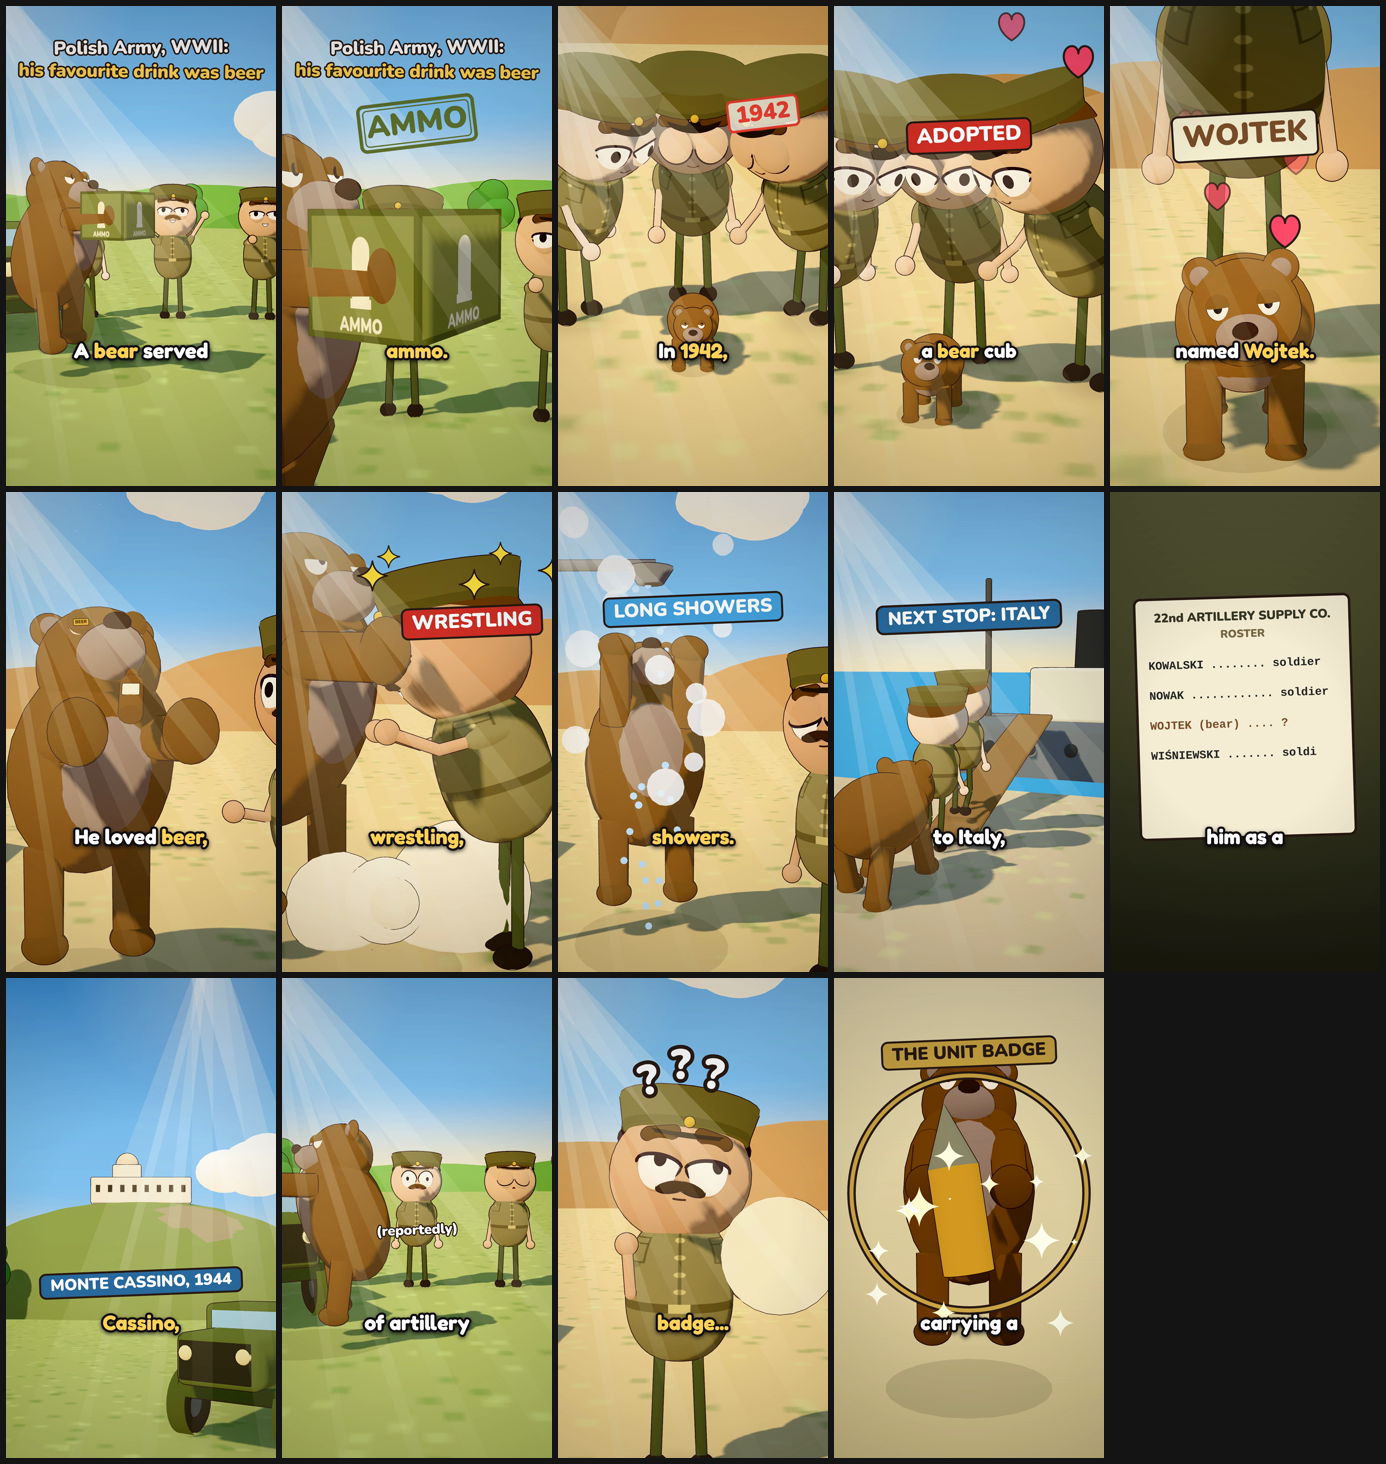 Polish Army, WWII:
his favourite drink was beer
AMMO
AMMO
A bear served
Polish Army, WWII:
his favourite drink was beer
AMMO
AMMO
AMMO
ammo.
1942
In 1942,
ADOPTED
a bear cub
WOJTEK
named Wojtek.
BEER
He loved beer,
WRESTLING
wrestling,
LONG SHOWERS
showers.
NEXT STOP: ITALY
to Italy,
22nd ARTILLERY SUPPLY CO.
ROSTER
KOWALSKI ........ soldier
NOWAK ............ soldier
WOJTEK (bear) .... ?
WIŚNIEWSKI ....... soldi
him as a
MONTE CASSINO, 1944
Cassino,
(reportedly)
of artillery
? ? ?
badge...
THE UNIT BADGE
carrying a